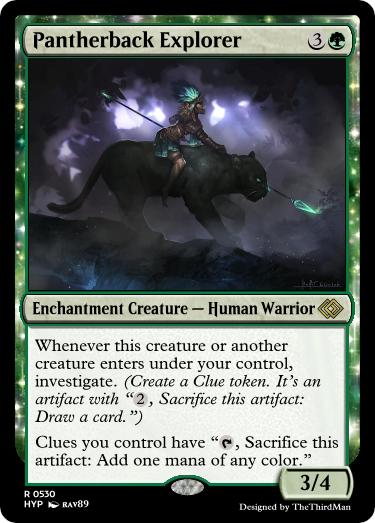 Pantherback Explorer 3
Enchantment Creature — Human Warrior
Whenever this creature or another
creature enters under your control,
investigate. (Create a Clue token. It's an
artifact with “2, Sacrifice this artifact:
Draw a card.”)
Clues you control have “, Sacrifice this
artifact: Add one mana of any color.”
3/4
R 0530
HYP RAV89
Designed by TheThirdMan